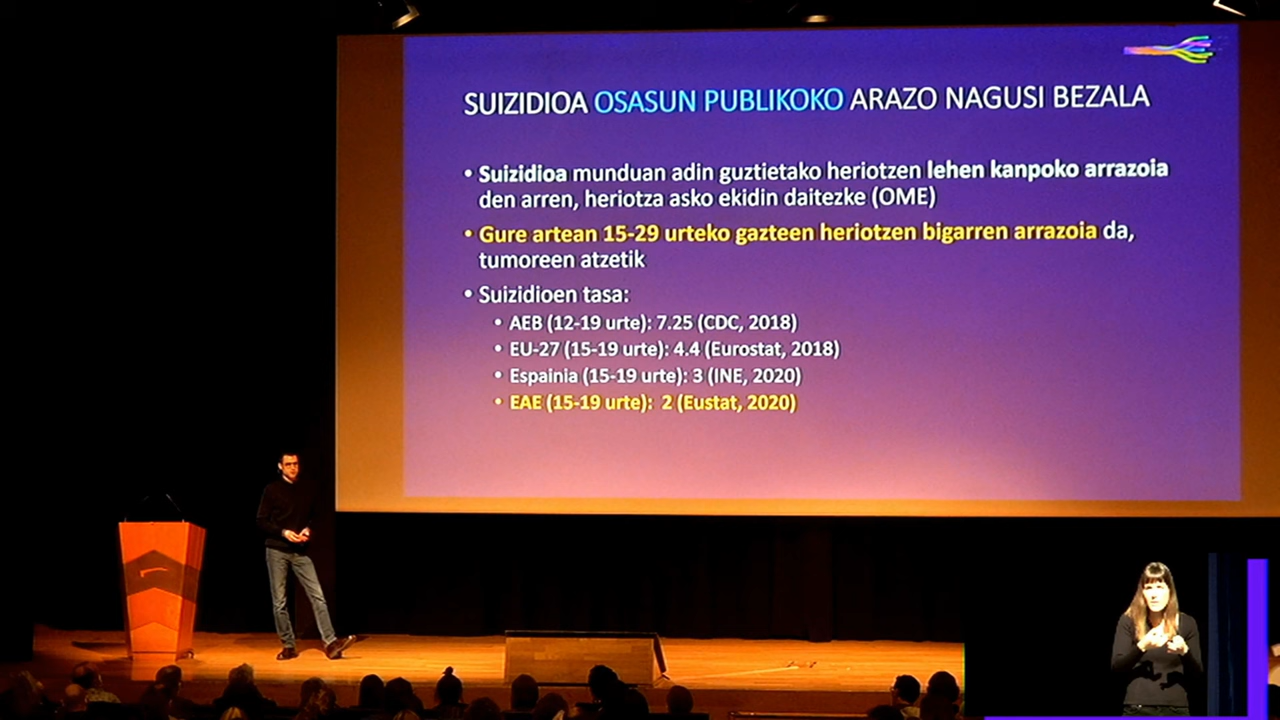 SUIZIDIOA OSASUN PUBLIKOKO ARAZO NAGUSI BEZALA
• Suizidioa munduan adin guztietako heriotzen lehen kanpoko arrazoia
den arren, heriotza asko ekidin daitezke (OME)
• Gure artean 15-29 urteko gazteen heriotzen bigarren arrazoia da,
tumoreen atzetik
• Suizidioen tasa:
• AEB (12-19 urte): 7.25 (CDC, 2018)
• EU-27 (15-19 urte): 4.4 (Eurostat, 2018)
• Espainia (15-19 urte): 3 (INE, 2020)
• EAE (15-19 urte): 2 (Eustat, 2020)